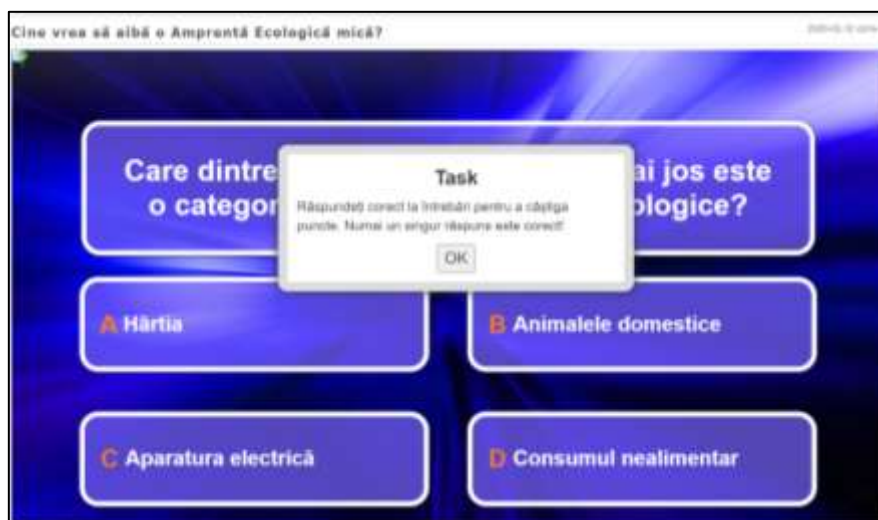 Cine vrea să aibă o Amprentă Ecologică mică?
Care dintre ai jos este
o categor ologice?
Task
Răspundeți corect la întrebări pentru a câștiga
puncte. Numai un singur răspuns este corect!
OK
A Hârtia
B Animalele domestice
C Aparatura electrică
D Consumul nealimentar